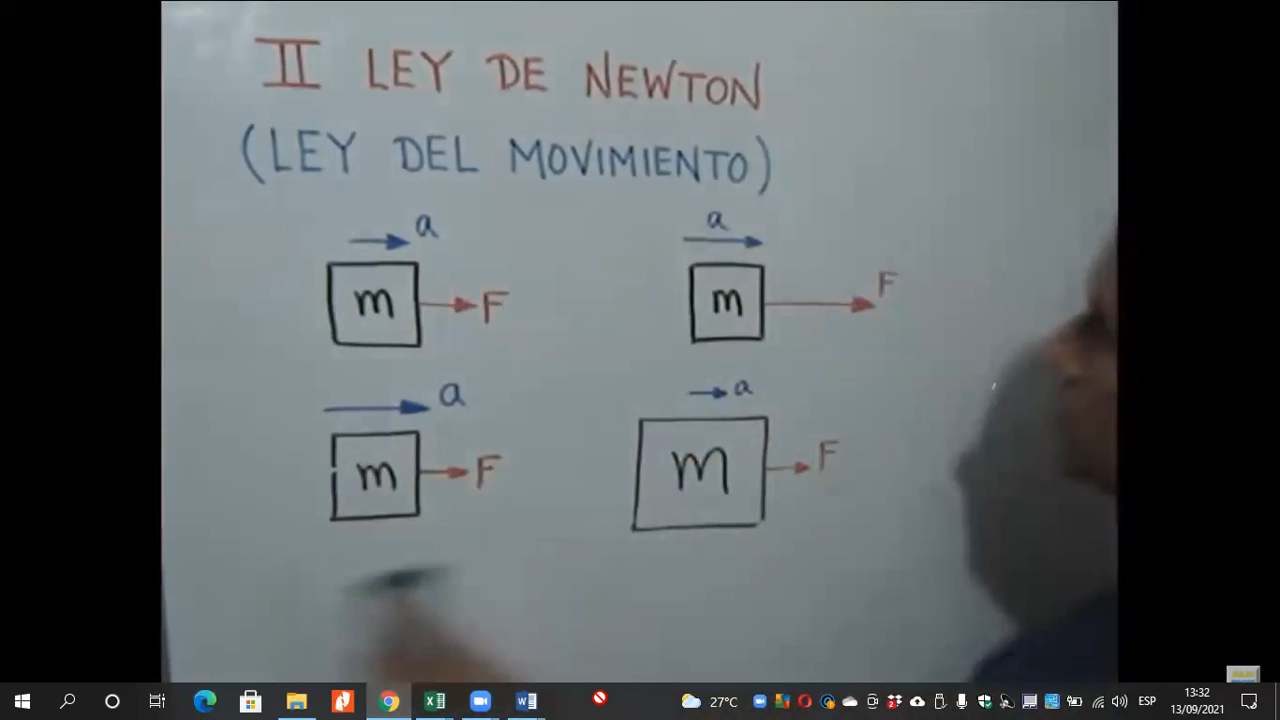 II LEY DE NEWTON
(LEY DEL MOVIMIENTO)
a
m
F
a
m
F
a
m
F
a
m
F
27°C
ESP
13:32
13/09/2021